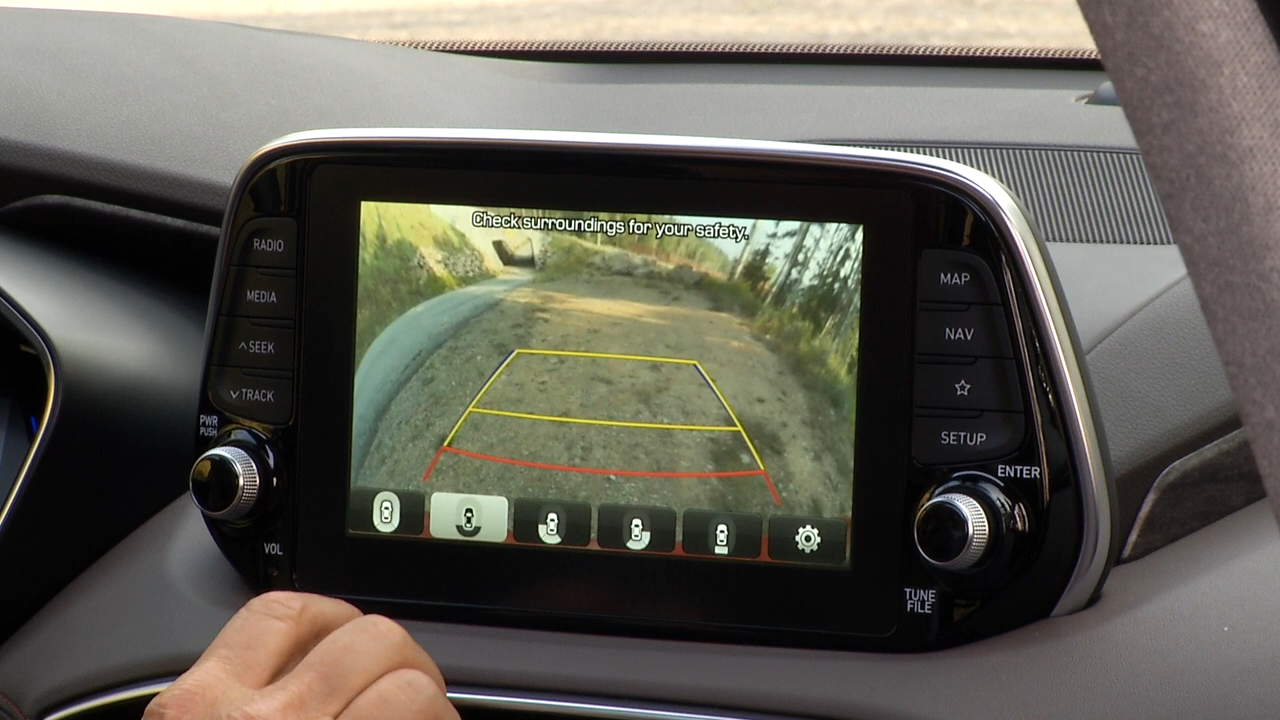 Check surroundings for your safety.
RADIO
MEDIA
^SEEK
∨TRACK
PWR
PUSH
VOL
MAP
NAV
☆
SETUP
ENTER
TUNE
FILE